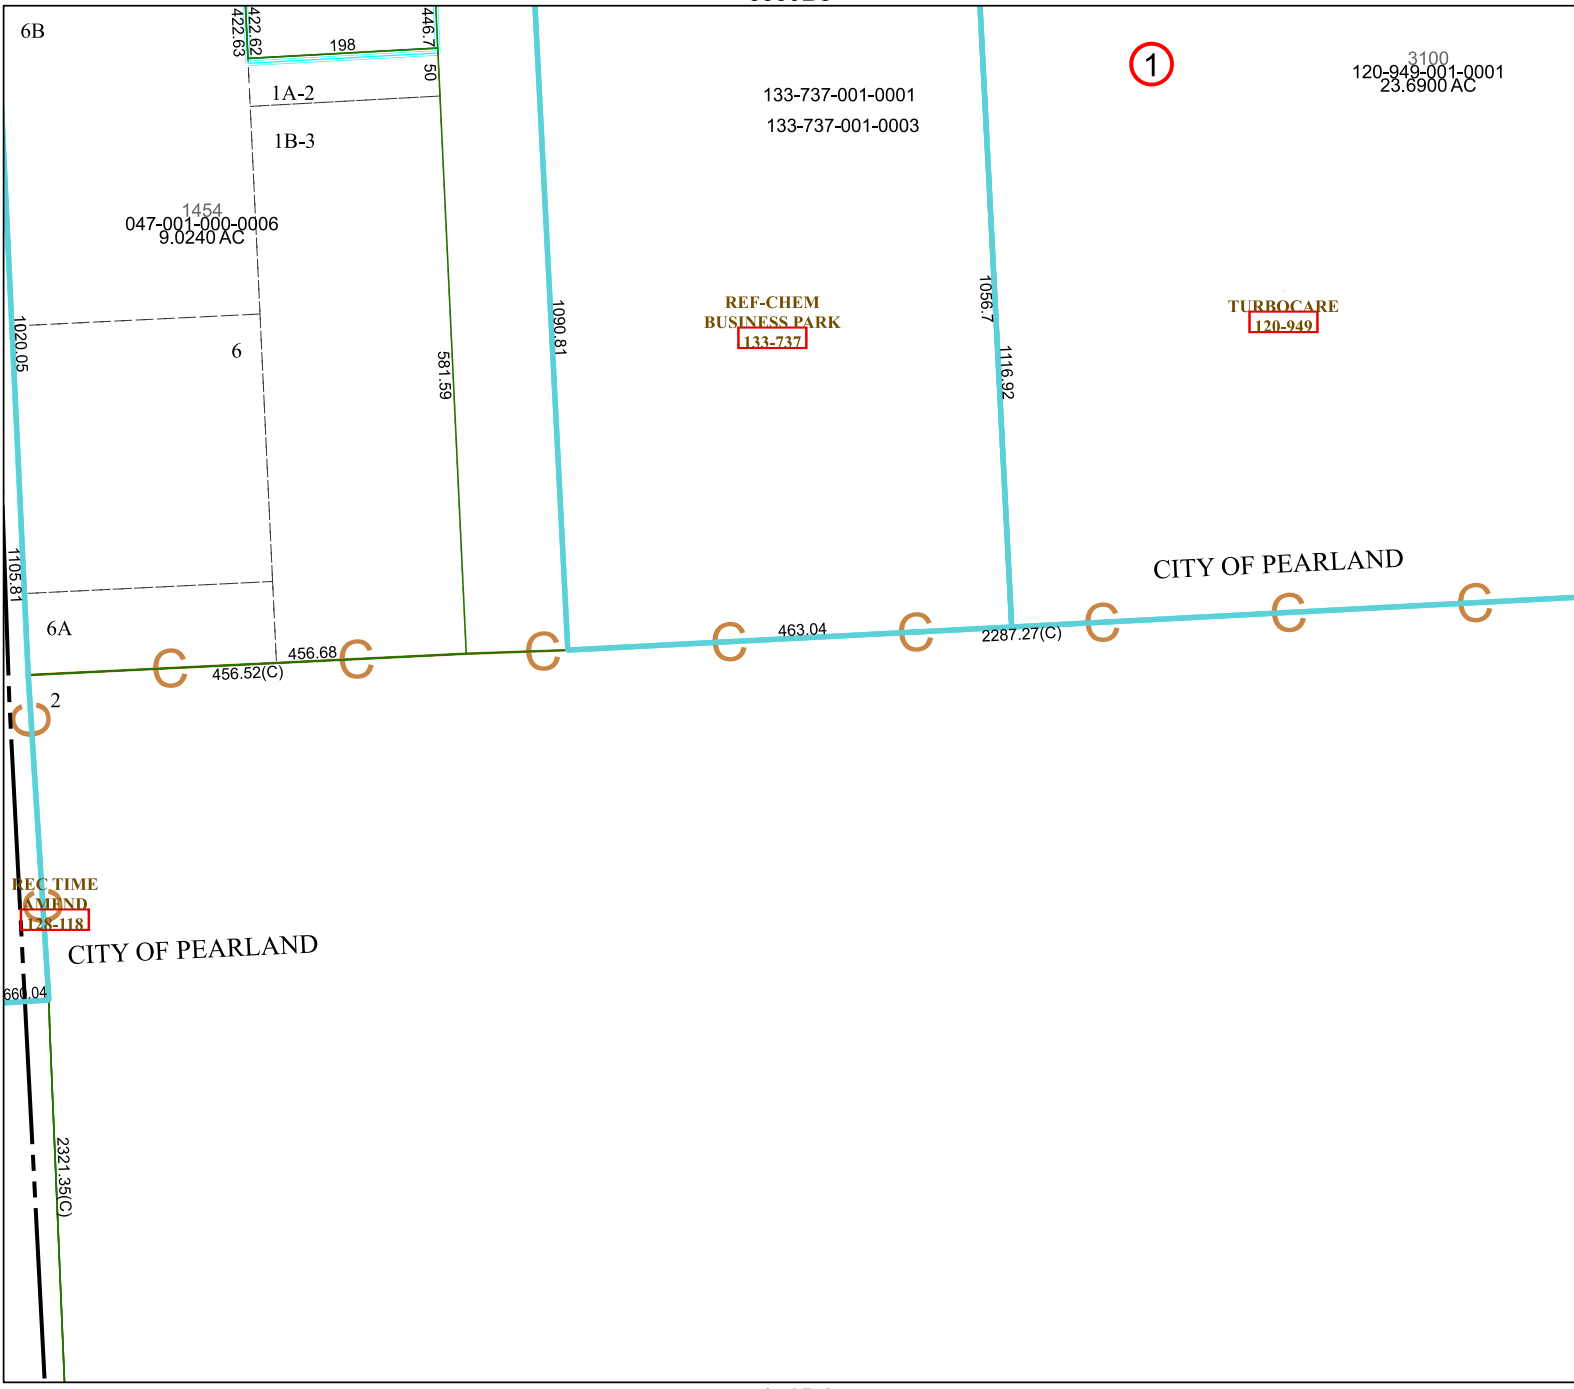 6B
422.63
422.62
198
446.7
50
1A-2
1B-3
133-737-001-0001
133-737-001-0003
1
3100
120-949-001-0001
23.6900 AC
1454
047-001-000-0006
9.0240 AC
1020.05
6
581.59
1090.81
REF-CHEM
BUSINESS PARK
133-737
1056.7
1116.92
TURBOCARE
120-949
1105.81
6A
CITY OF PEARLAND
456.68
456.52(C)
C
C
C
463.04
C
C
2287.27(C)
C
C
C
2
C
REC TIME
AMEND
C
128-118
CITY OF PEARLAND
660.04
2321.35(C)